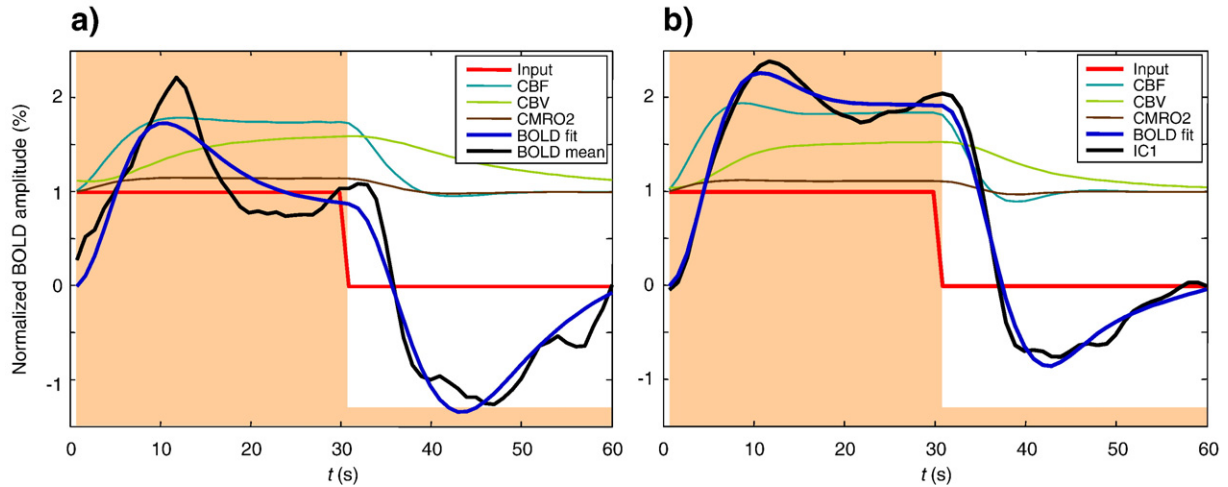 a)
Normalized BOLD amplitude (%)
2
1
0
-1
Input
CBF
CBV
CMRO2
BOLD fit
BOLD mean
0
10
20
30
40
50
60
t (s)
b)
2
1
0
-1
Input
CBF
CBV
CMRO2
BOLD fit
IC1
0
10
20
30
40
50
60
t (s)